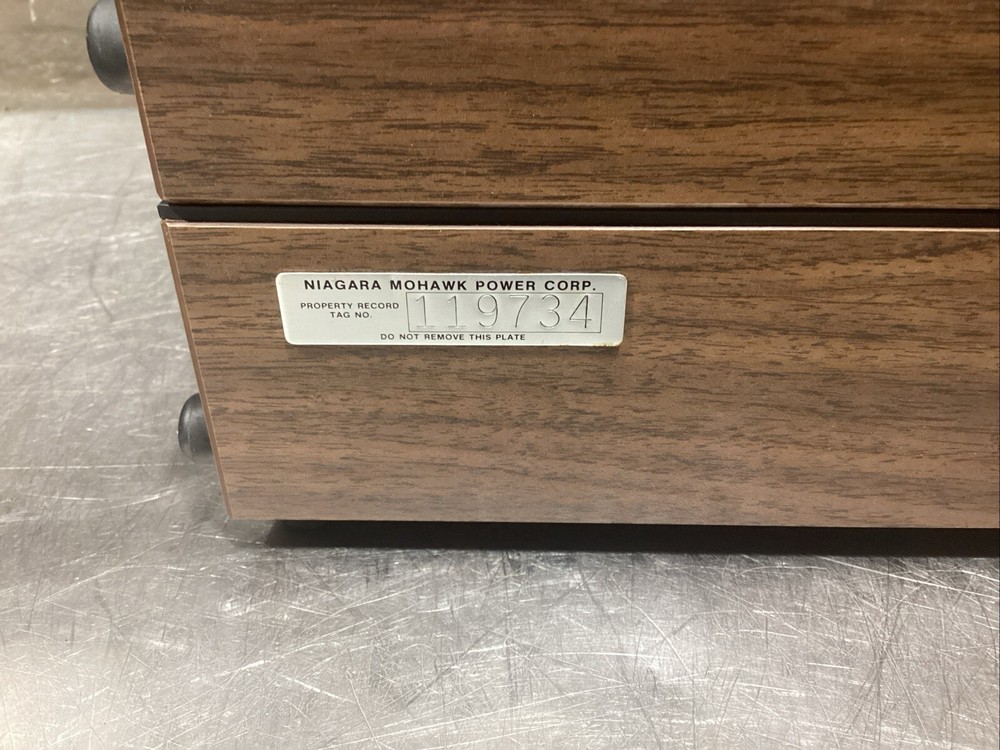 NIAGARA MOHAWK POWER CORP.
PROPERTY RECORD
TAG NO.
119734
DO NOT REMOVE THIS PLATE